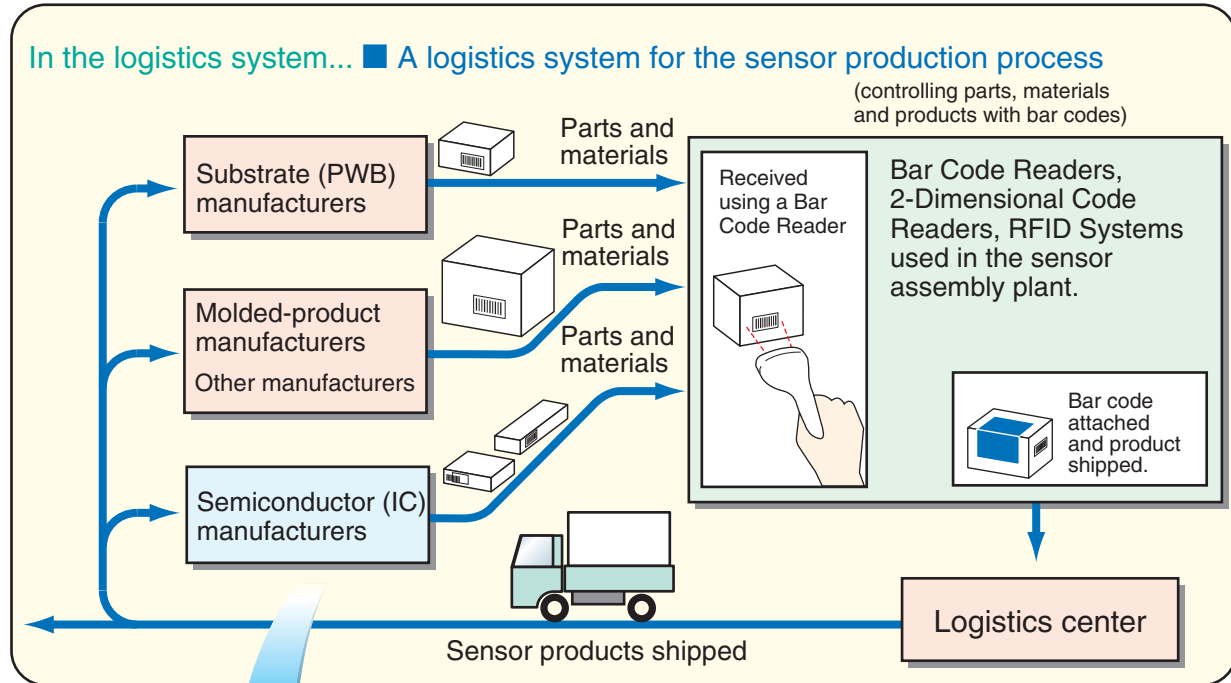 In the logistics system... ■ A logistics system for the sensor production process
(controlling parts, materials
and products with bar codes)
Substrate (PWB)
manufacturers
Parts and
materials
Molded-product
manufacturers
Other manufacturers
Parts and
materials
Semiconductor (IC)
manufacturers
Parts and
materials
Received
using a Bar
Code Reader
Bar Code Readers,
2-Dimensional Code
Readers, RFID Systems
used in the sensor
assembly plant.
Bar code
attached
and product
shipped.
Logistics center
Sensor products shipped